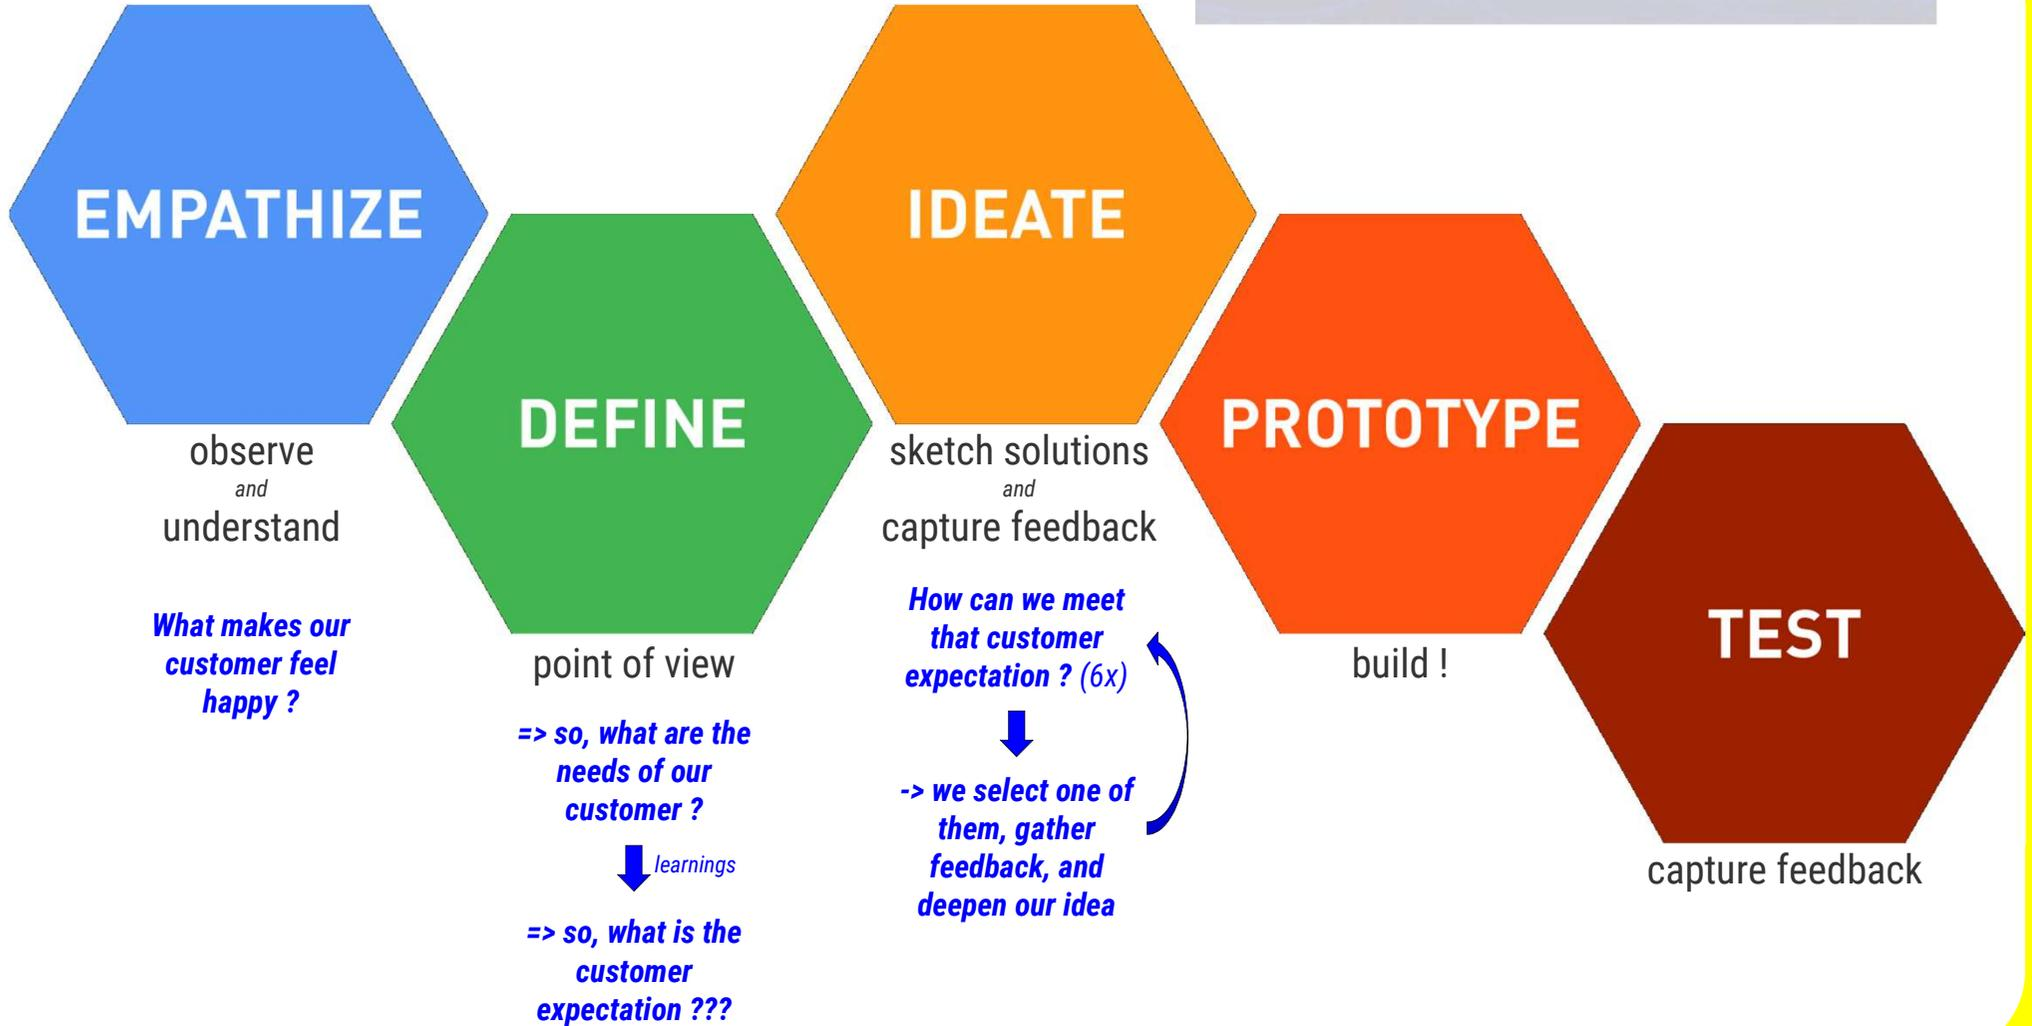 EMPATHIZE
observe
and
understand
What makes our
customer feel
happy ?
DEFINE
point of view
=> so, what are the
needs of our
customer ?
learnings
=> so, what is the
customer
expectation ???
IDEATE
sketch solutions
and
capture feedback
How can we meet
that customer
expectation ? (6x)
-> we select one of
them, gather
feedback, and
deepen our idea
PROTOTYPE
build !
TEST
capture feedback